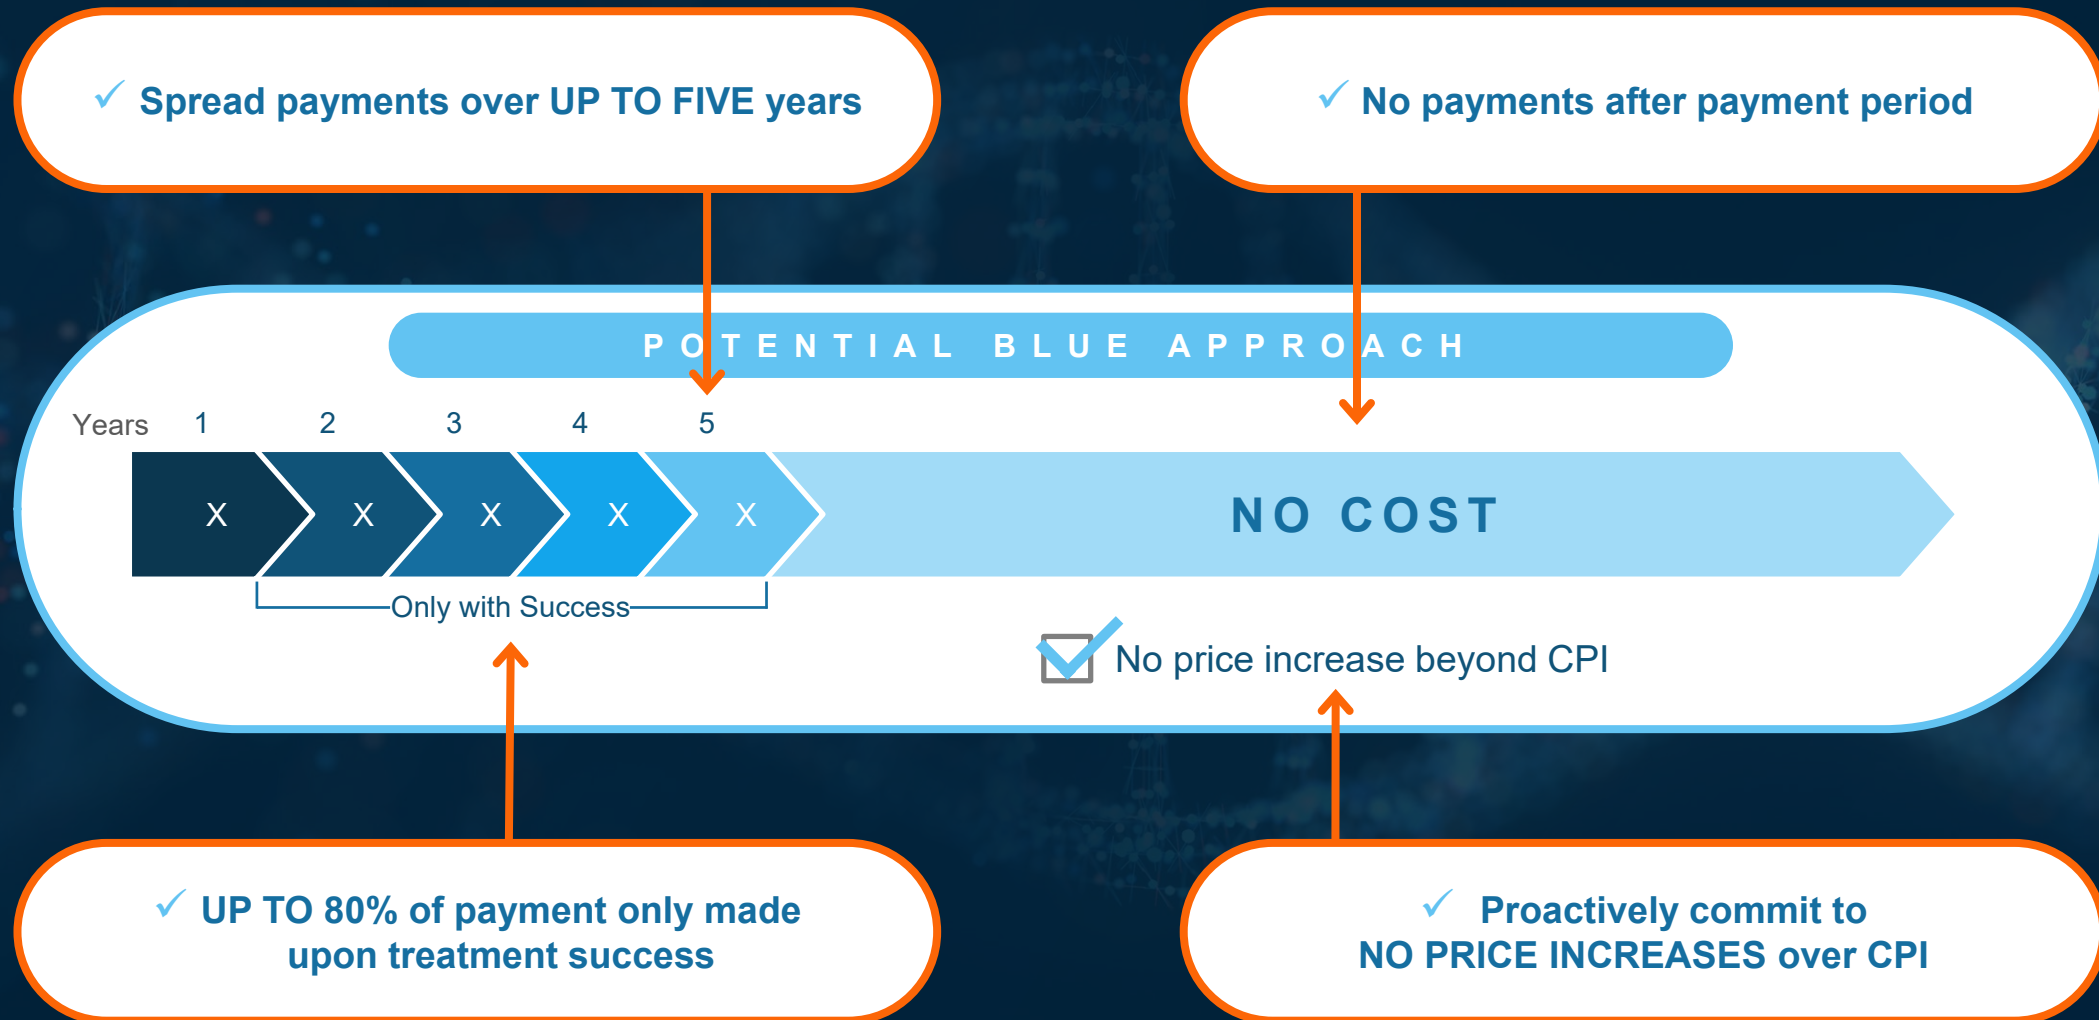 ✓ Spread payments over UP TO FIVE years
✓ No payments after payment period
POTENTIAL BLUE APPROACH
Years 1 2 3 4 5
X X X X X
NO COST
Only with Success
No price increase beyond CPI
✓ UP TO 80% of payment only made
upon treatment success
✓ Proactively commit to
NO PRICE INCREASES over CPI